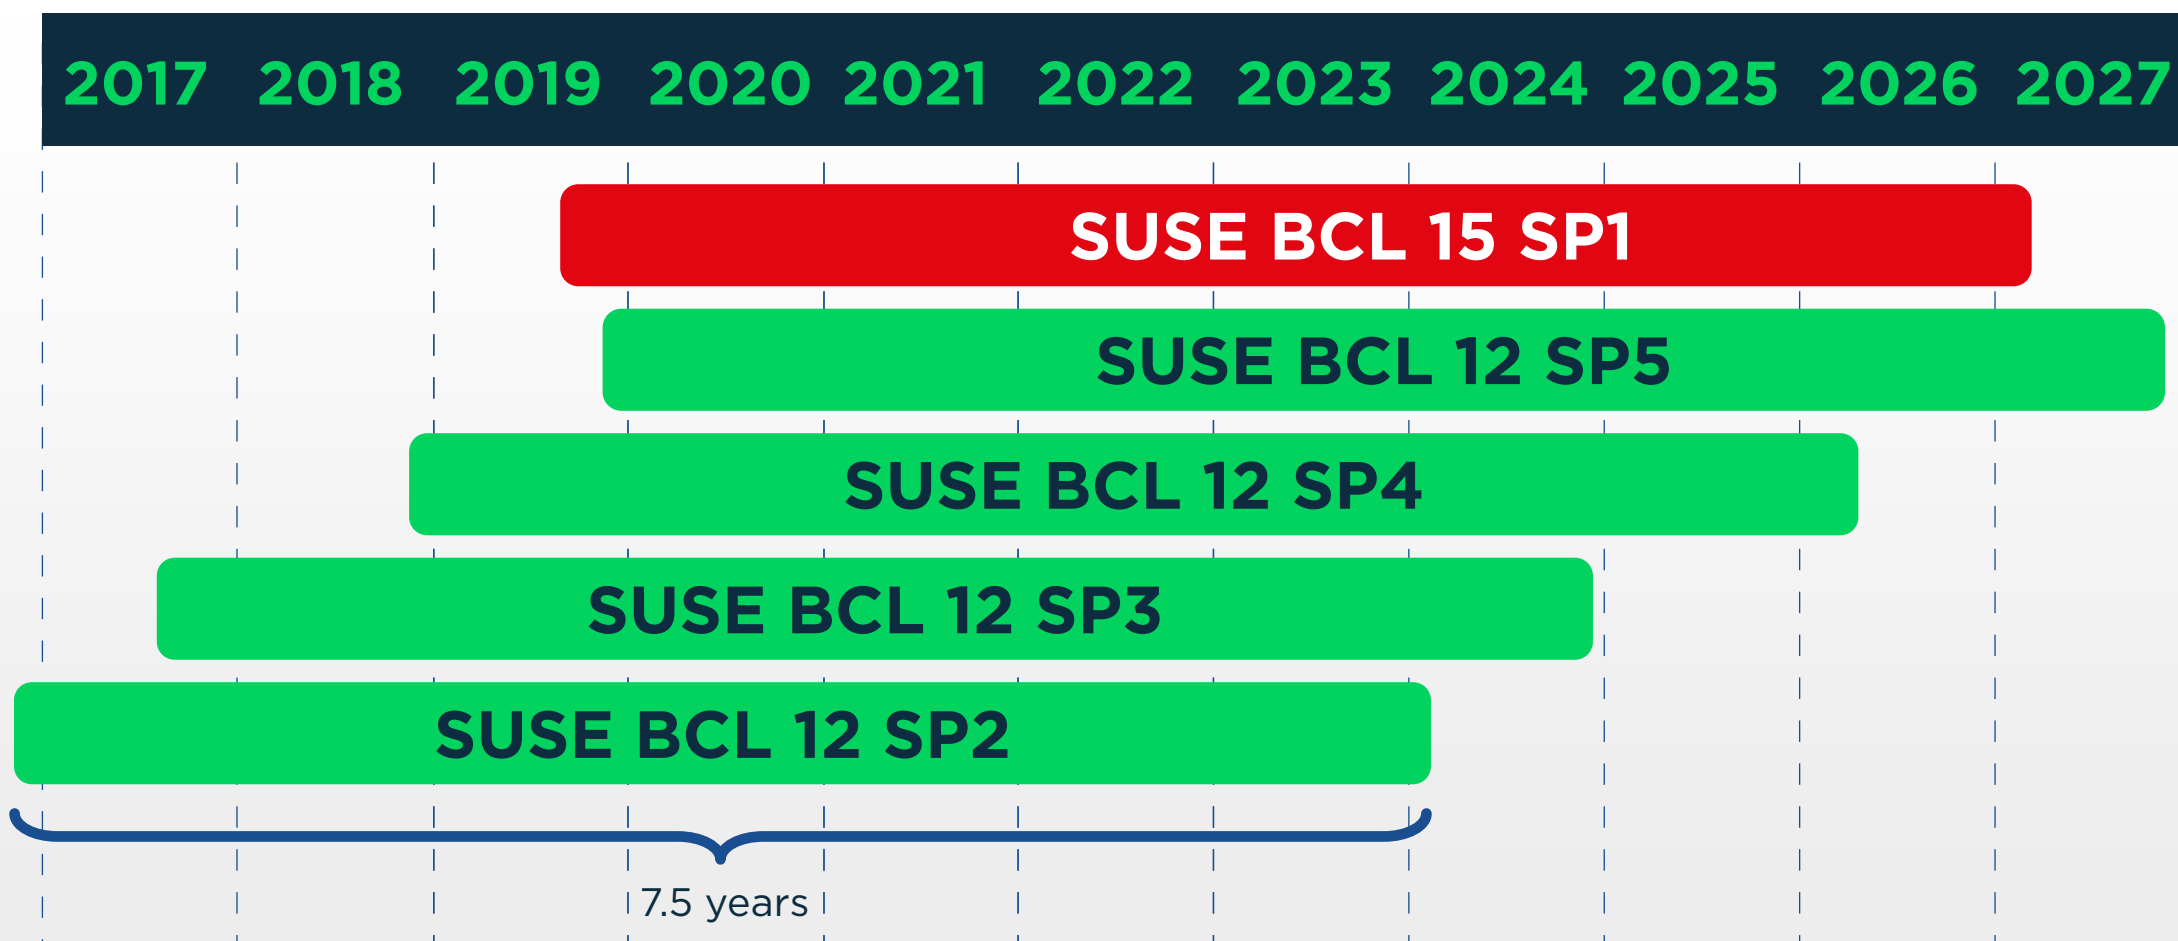 2017 2018 2019 2020 2021 2022 2023 2024 2025 2026 2027
SUSE BCL 15 SP1
SUSE BCL 12 SP5
SUSE BCL 12 SP4
SUSE BCL 12 SP3
SUSE BCL 12 SP2
7.5 years